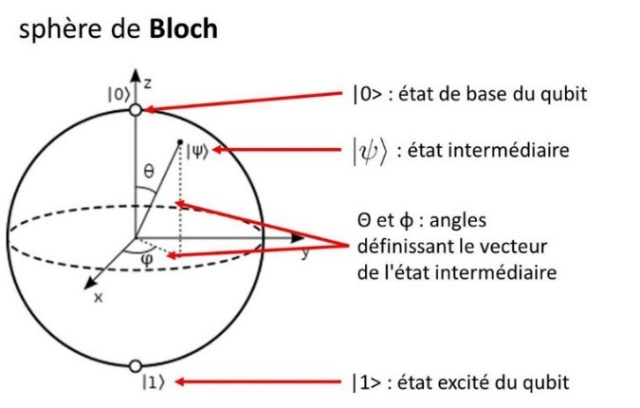 sphère de Bloch
z
|0⟩
|0> : état de base du qubit
|ψ⟩
|ψ⟩ : état intermédiaire
θ
Θ et ϕ : angles
définissant le vecteur
de l'état intermédiaire
φ
y
x
|1⟩
|1> : état excité du qubit